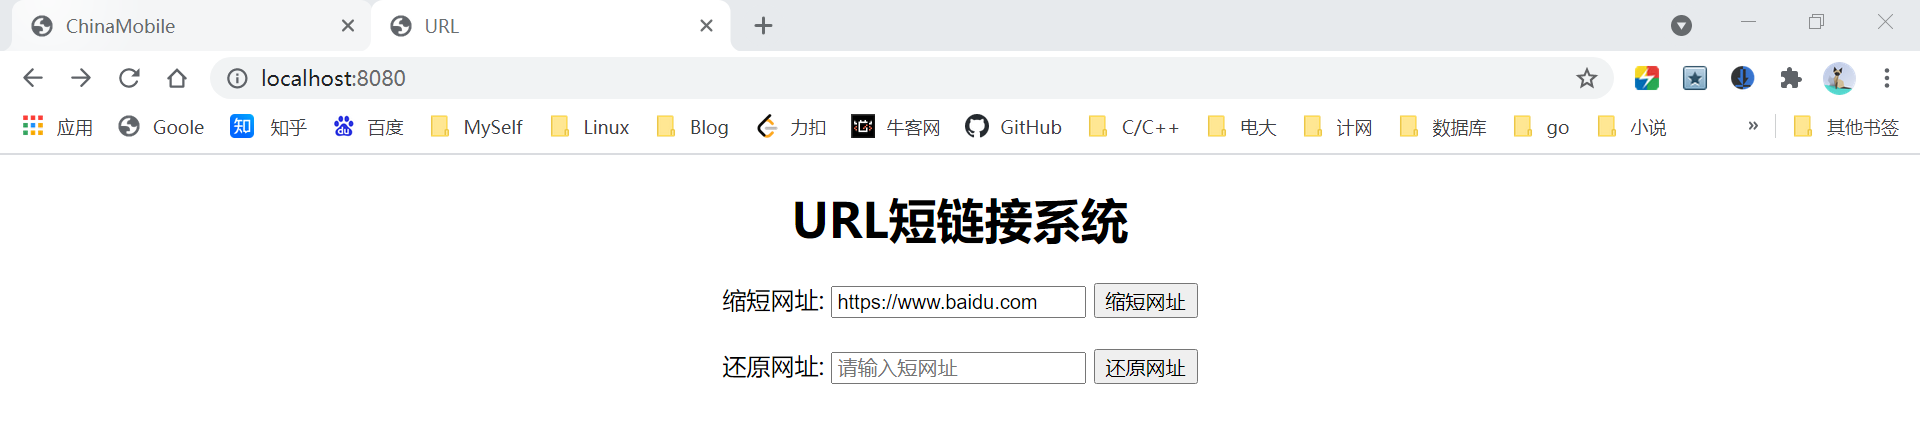 ChinaMobile URL
localhost:8080
应用 Goole 知乎 百度 MySelf Linux Blog 力扣 牛客网 GitHub C/C++ 电大 计网 数据库 go 小说 » 其他书签
URL短链接系统
缩短网址: https://www.baidu.com 缩短网址
还原网址: 请输入短网址 还原网址